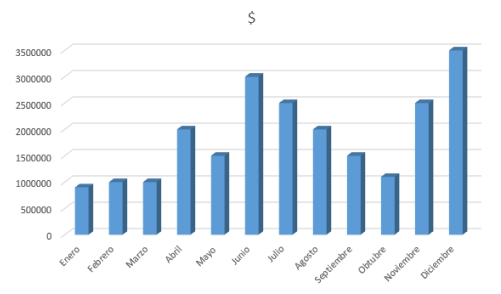 $
3500000
3000000
2500000
2000000
1500000
1000000
500000
0
Enero
Febrero
Marzo
Abril
Mayo
Junio
Julio
Agosto
Septiembre
Obtubre
Noviembre
Diciembre